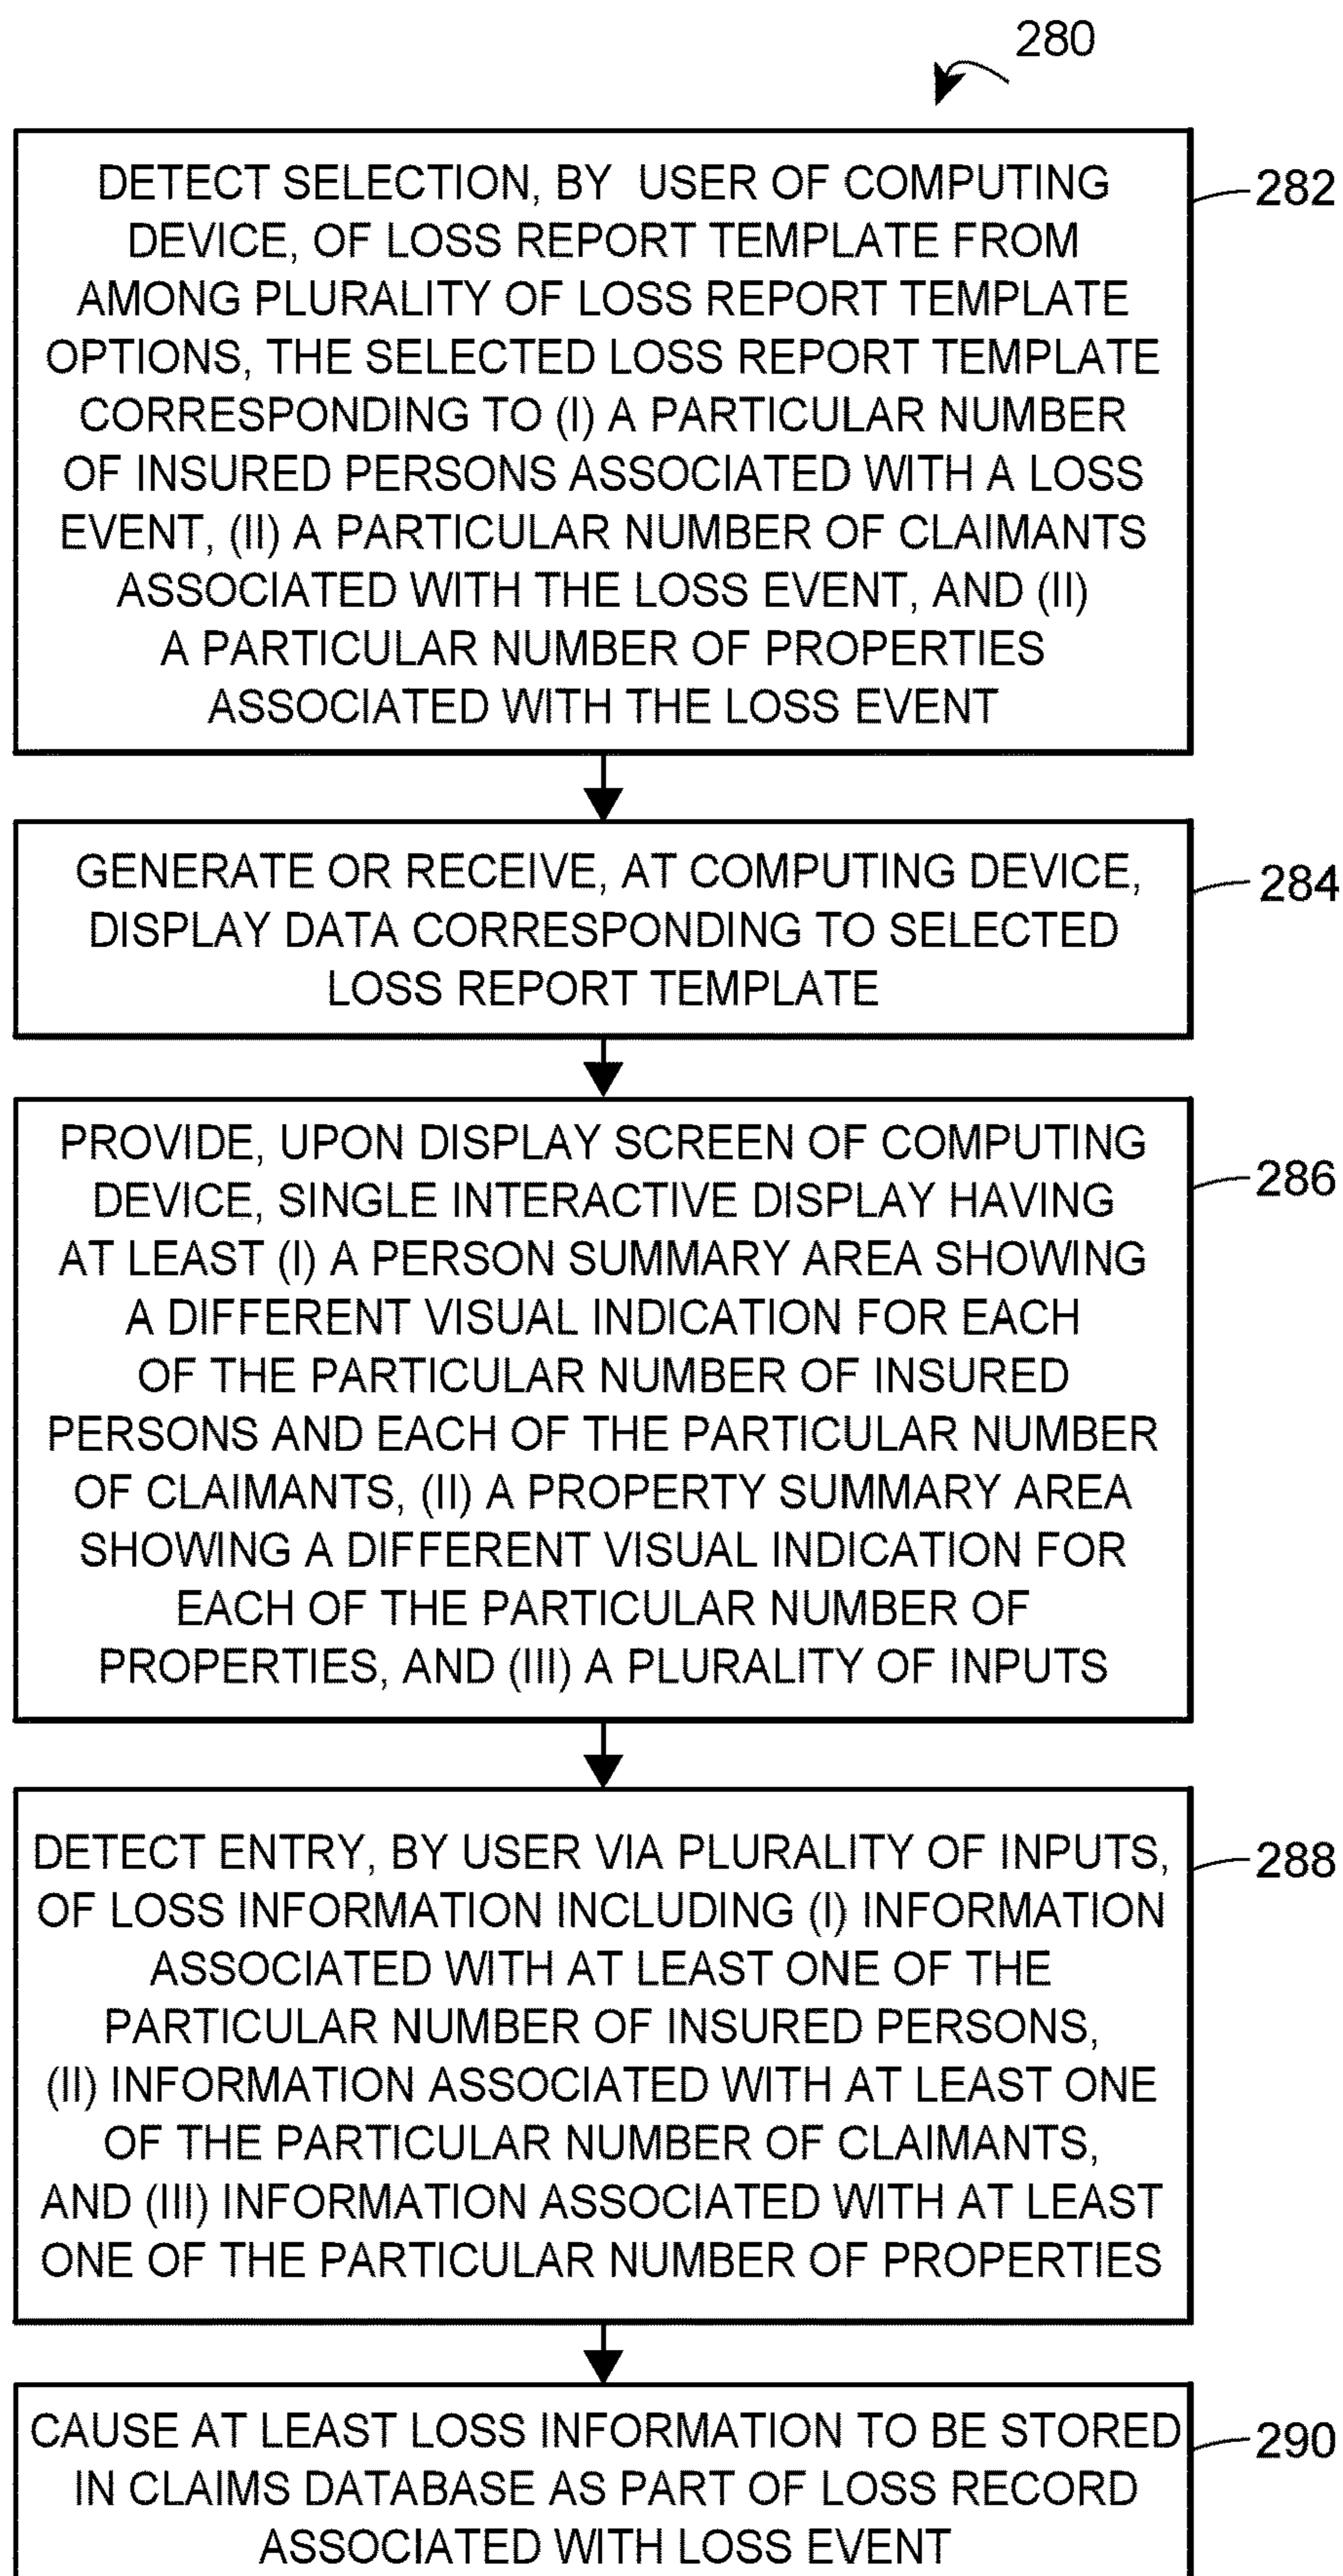 280
DETECT SELECTION, BY USER OF COMPUTING
DEVICE, OF LOSS REPORT TEMPLATE FROM
AMONG PLURALITY OF LOSS REPORT TEMPLATE
OPTIONS, THE SELECTED LOSS REPORT TEMPLATE
CORRESPONDING TO (I) A PARTICULAR NUMBER
OF INSURED PERSONS ASSOCIATED WITH A LOSS
EVENT, (II) A PARTICULAR NUMBER OF CLAIMANTS
ASSOCIATED WITH THE LOSS EVENT, AND (II)
A PARTICULAR NUMBER OF PROPERTIES
ASSOCIATED WITH THE LOSS EVENT
282
GENERATE OR RECEIVE, AT COMPUTING DEVICE,
DISPLAY DATA CORRESPONDING TO SELECTED
LOSS REPORT TEMPLATE
284
PROVIDE, UPON DISPLAY SCREEN OF COMPUTING
DEVICE, SINGLE INTERACTIVE DISPLAY HAVING
AT LEAST (I) A PERSON SUMMARY AREA SHOWING
A DIFFERENT VISUAL INDICATION FOR EACH
OF THE PARTICULAR NUMBER OF INSURED
PERSONS AND EACH OF THE PARTICULAR NUMBER
OF CLAIMANTS, (II) A PROPERTY SUMMARY AREA
SHOWING A DIFFERENT VISUAL INDICATION FOR
EACH OF THE PARTICULAR NUMBER OF
PROPERTIES, AND (III) A PLURALITY OF INPUTS
286
DETECT ENTRY, BY USER VIA PLURALITY OF INPUTS,
OF LOSS INFORMATION INCLUDING (I) INFORMATION
ASSOCIATED WITH AT LEAST ONE OF THE
PARTICULAR NUMBER OF INSURED PERSONS,
(II) INFORMATION ASSOCIATED WITH AT LEAST ONE
OF THE PARTICULAR NUMBER OF CLAIMANTS,
AND (III) INFORMATION ASSOCIATED WITH AT LEAST
ONE OF THE PARTICULAR NUMBER OF PROPERTIES
288
CAUSE AT LEAST LOSS INFORMATION TO BE STORED
IN CLAIMS DATABASE AS PART OF LOSS RECORD
ASSOCIATED WITH LOSS EVENT
290